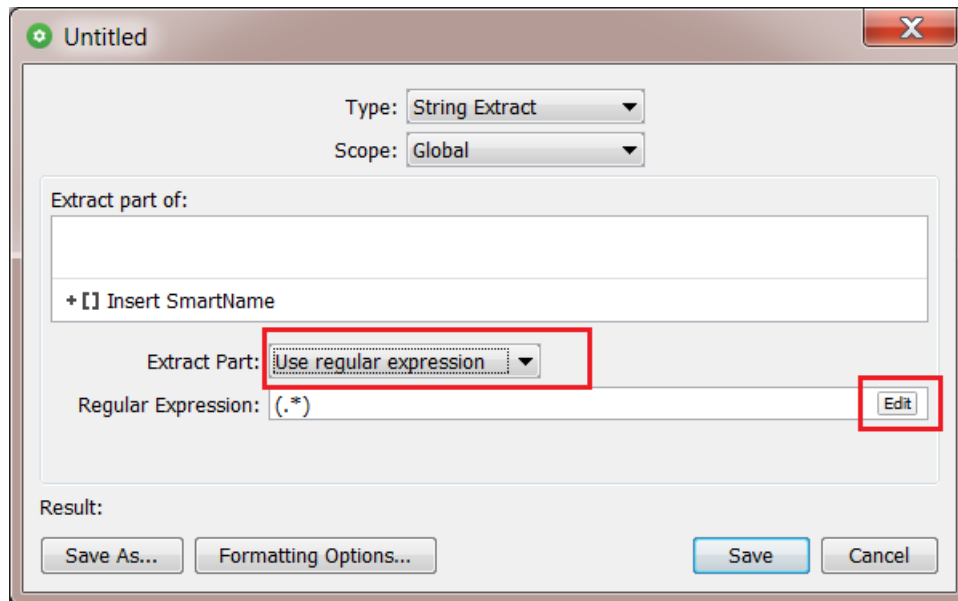 Untitled
Type: String Extract
Scope: Global
Extract part of:
+[] Insert SmartName
Extract Part: Use regular expression
Regular Expression: (.*) Edit
Result:
Save As... Formatting Options... Save Cancel